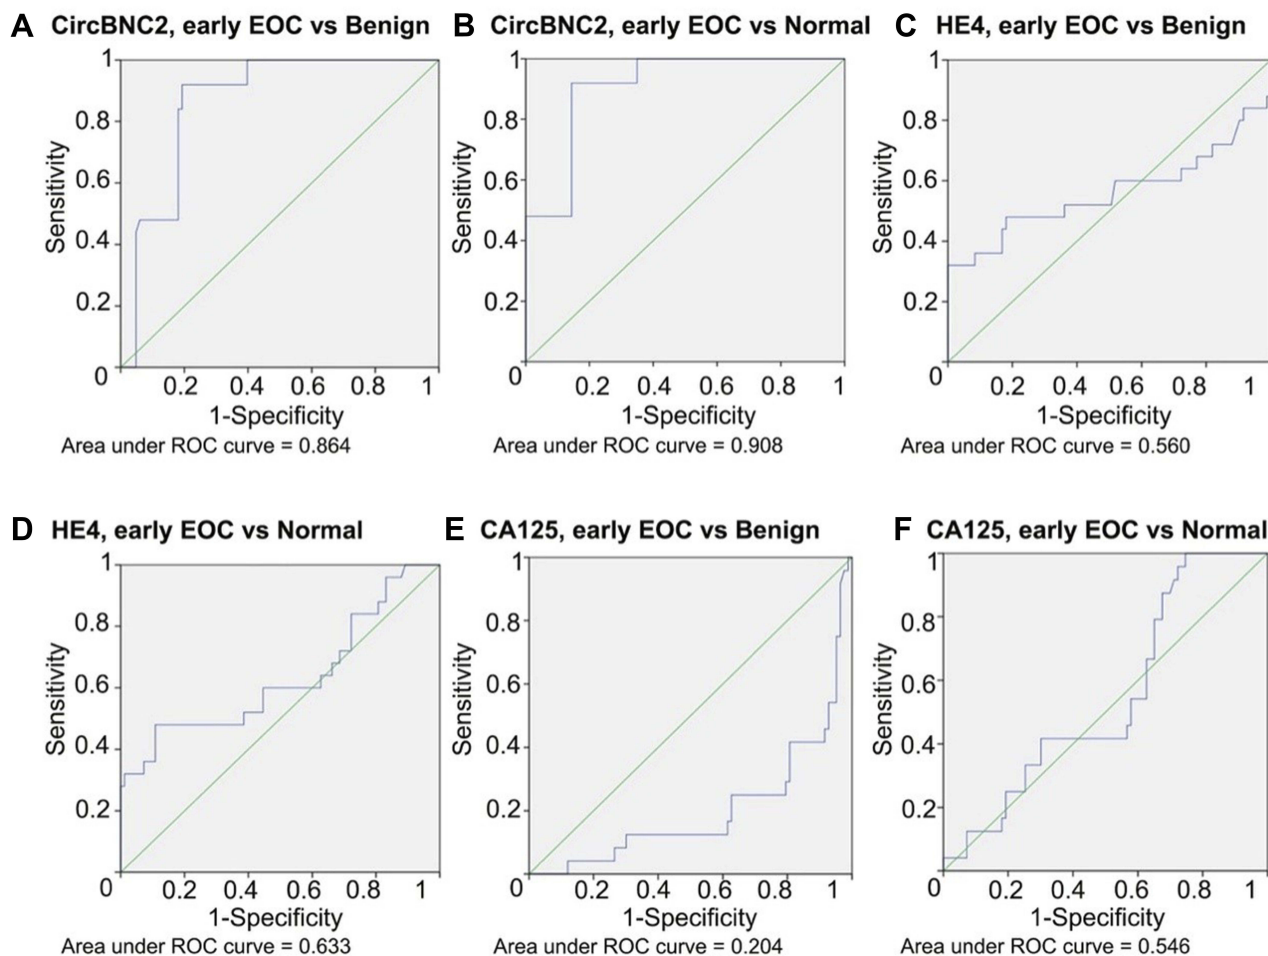 A CircBNC2, early EOC vs Benign
1
0.8
0.6
0.4
0.2
0
0.2 0.4 0.6 0.8 1
Sensitivity
1-Specificity
Area under ROC curve = 0.864
B CircBNC2, early EOC vs Normal
1
0.8
0.6
0.4
0.2
0
0.2 0.4 0.6 0.8 1
Sensitivity
1-Specificity
Area under ROC curve = 0.908
C HE4, early EOC vs Benign
1
0.8
0.6
0.4
0.2
0
0.2 0.4 0.6 0.8 1
Sensitivity
1-Specificity
Area under ROC curve = 0.560
D HE4, early EOC vs Normal
1
0.8
0.6
0.4
0.2
0
0.2 0.4 0.6 0.8 1
Sensitivity
1-Specificity
Area under ROC curve = 0.633
E CA125, early EOC vs Benign
1
0.8
0.6
0.4
0.2
0
0.2 0.4 0.6 0.8 1
Sensitivity
1-Specificity
Area under ROC curve = 0.204
F CA125, early EOC vs Normal
1
0.8
0.6
0.4
0.2
0
0.2 0.4 0.6 0.8 1
Sensitivity
1-Specificity
Area under ROC curve = 0.546